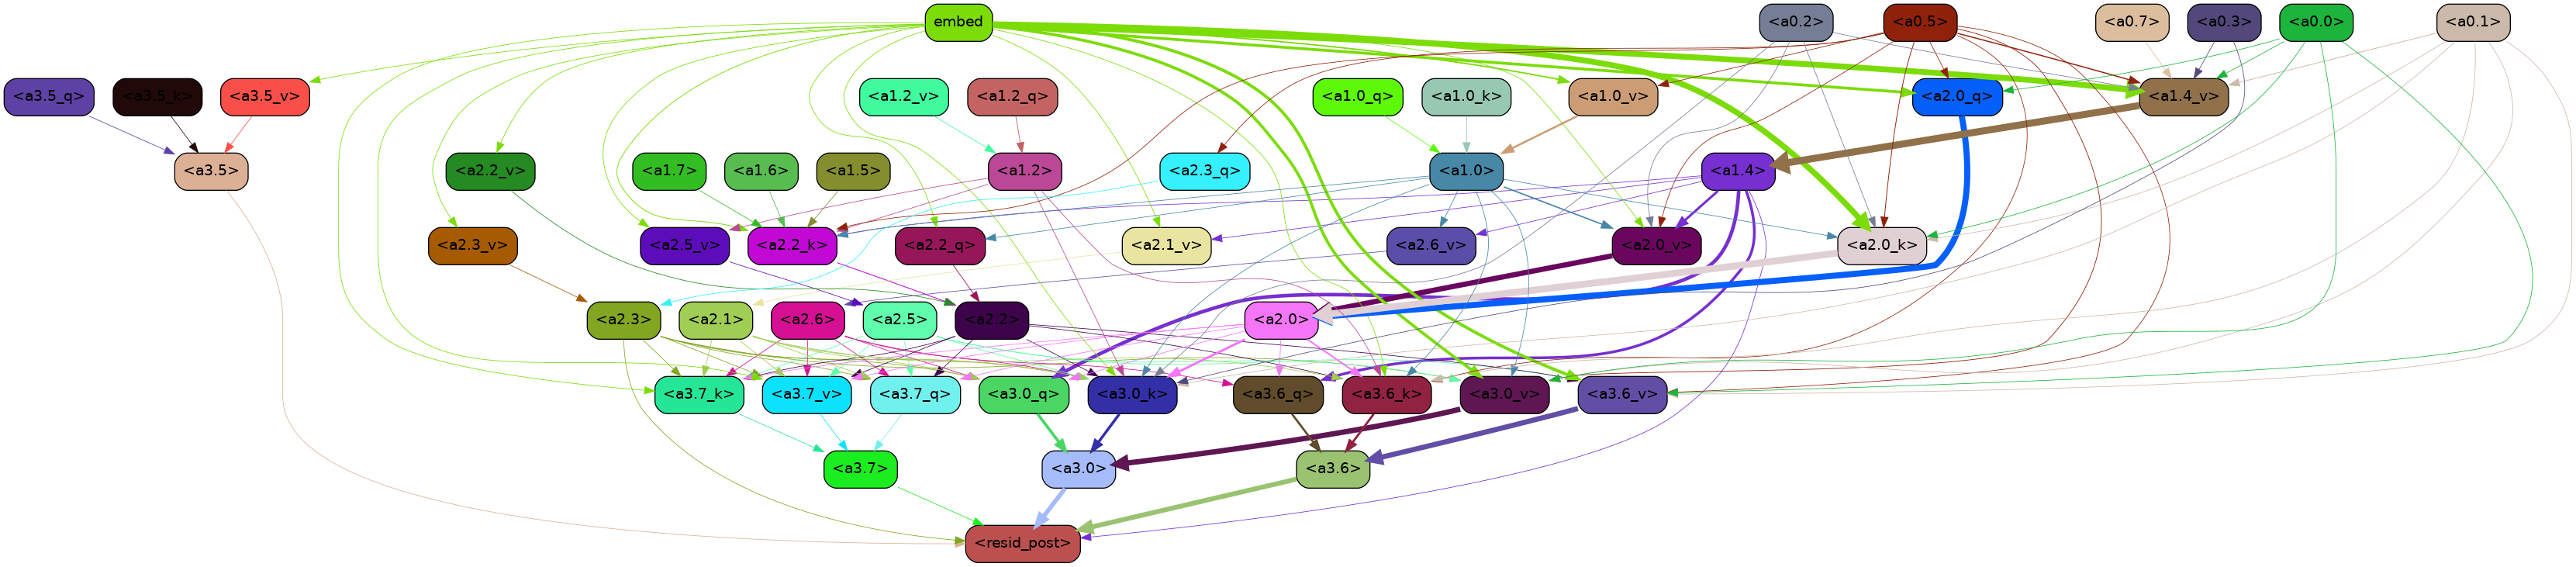 embed <a0.2> <a0.5> <a0.7> <a0.3> <a0.0> <a0.1>
<a3.5_q> <a3.5_k> <a3.5_v> <a1.2_v> <a1.2_q> <a1.0_q> <a1.0_k> <a1.0_v> <a2.0_q> <a1.4_v>
<a3.5> <a2.2_v> <a1.7> <a1.6> <a1.5> <a1.2> <a2.3_q> <a1.0> <a1.4>
<a2.3_v> <a2.5_v> <a2.2_k> <a2.2_q> <a2.1_v> <a2.6_v> <a2.0_v> <a2.0_k>
<a2.3> <a2.1> <a2.6> <a2.5> <a2.2> <a2.0>
<a3.7_k> <a3.7_v> <a3.7_q> <a3.0_q> <a3.0_k> <a3.6_q> <a3.6_k> <a3.0_v> <a3.6_v>
<a3.7> <a3.0> <a3.6>
<resid_post>